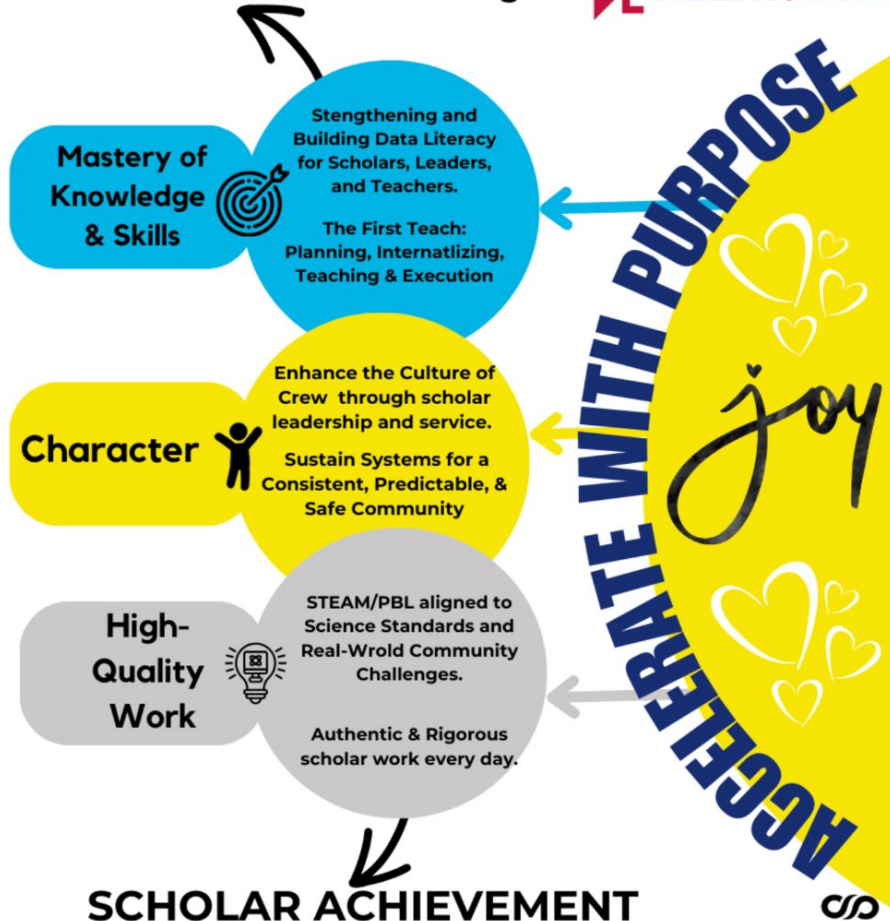 Mastery of
Knowledge
& Skills
Stengthening and
Building Data Literacy
for Scholars, Leaders,
and Teachers.
The First Teach:
Planning, Internatlizing,
Teaching & Execution
Character
Enhance the Culture of
Crew through scholar
leadership and service.
Sustain Systems for a
Consistent, Predictable, &
Safe Community
High-
Quality
Work
STEAM/PBL aligned to
Science Standards and
Real-Wrold Community
Challenges.
Authentic & Rigorous
scholar work every day.
SCHOLAR ACHIEVEMENT
ACCELERATE WITH PURPOSE
joy